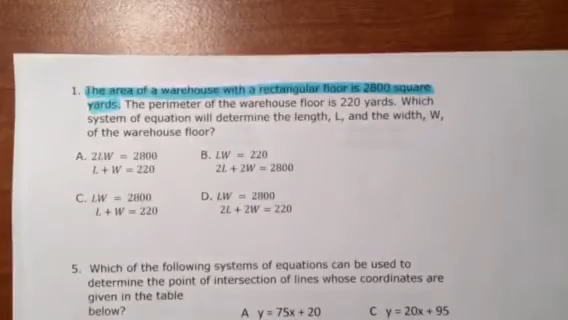 1. The area of a warehouse with a rectangular floor is 2800 square
yards. The perimeter of the warehouse floor is 220 yards. Which
system of equation will determine the length, L, and the width, W,
of the warehouse floor?
A. 2LW = 2800
L + W = 220
B. LW = 220
2L + 2W = 2800
C. LW = 2800
L + W = 220
D. LW = 2800
2L + 2W = 220
5. Which of the following systems of equations can be used to
determine the point of intersection of lines whose coordinates are
given in the table
below?
A y = 75x + 20
C y = 20x + 95